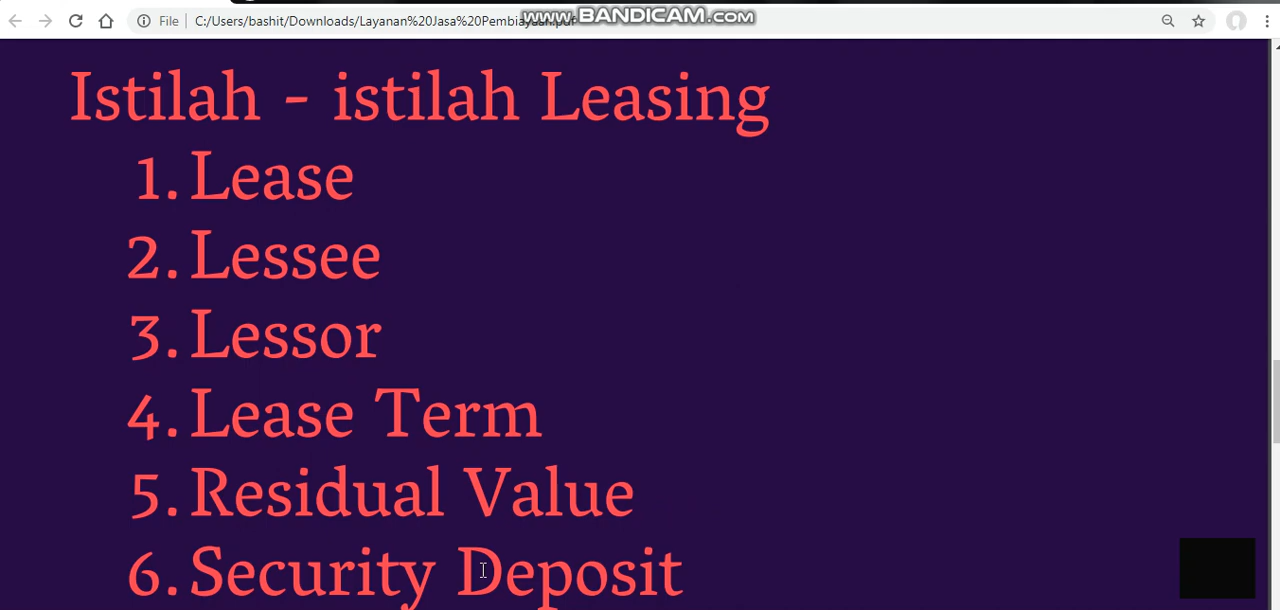 File C:/Users/bashit/Downloads/Layanan%20Jasa%20Pembiayaan.pdf
www.BANDICAM.com
Istilah - istilah Leasing
1. Lease
2. Lessee
3. Lessor
4. Lease Term
5. Residual Value
6. Security Deposit